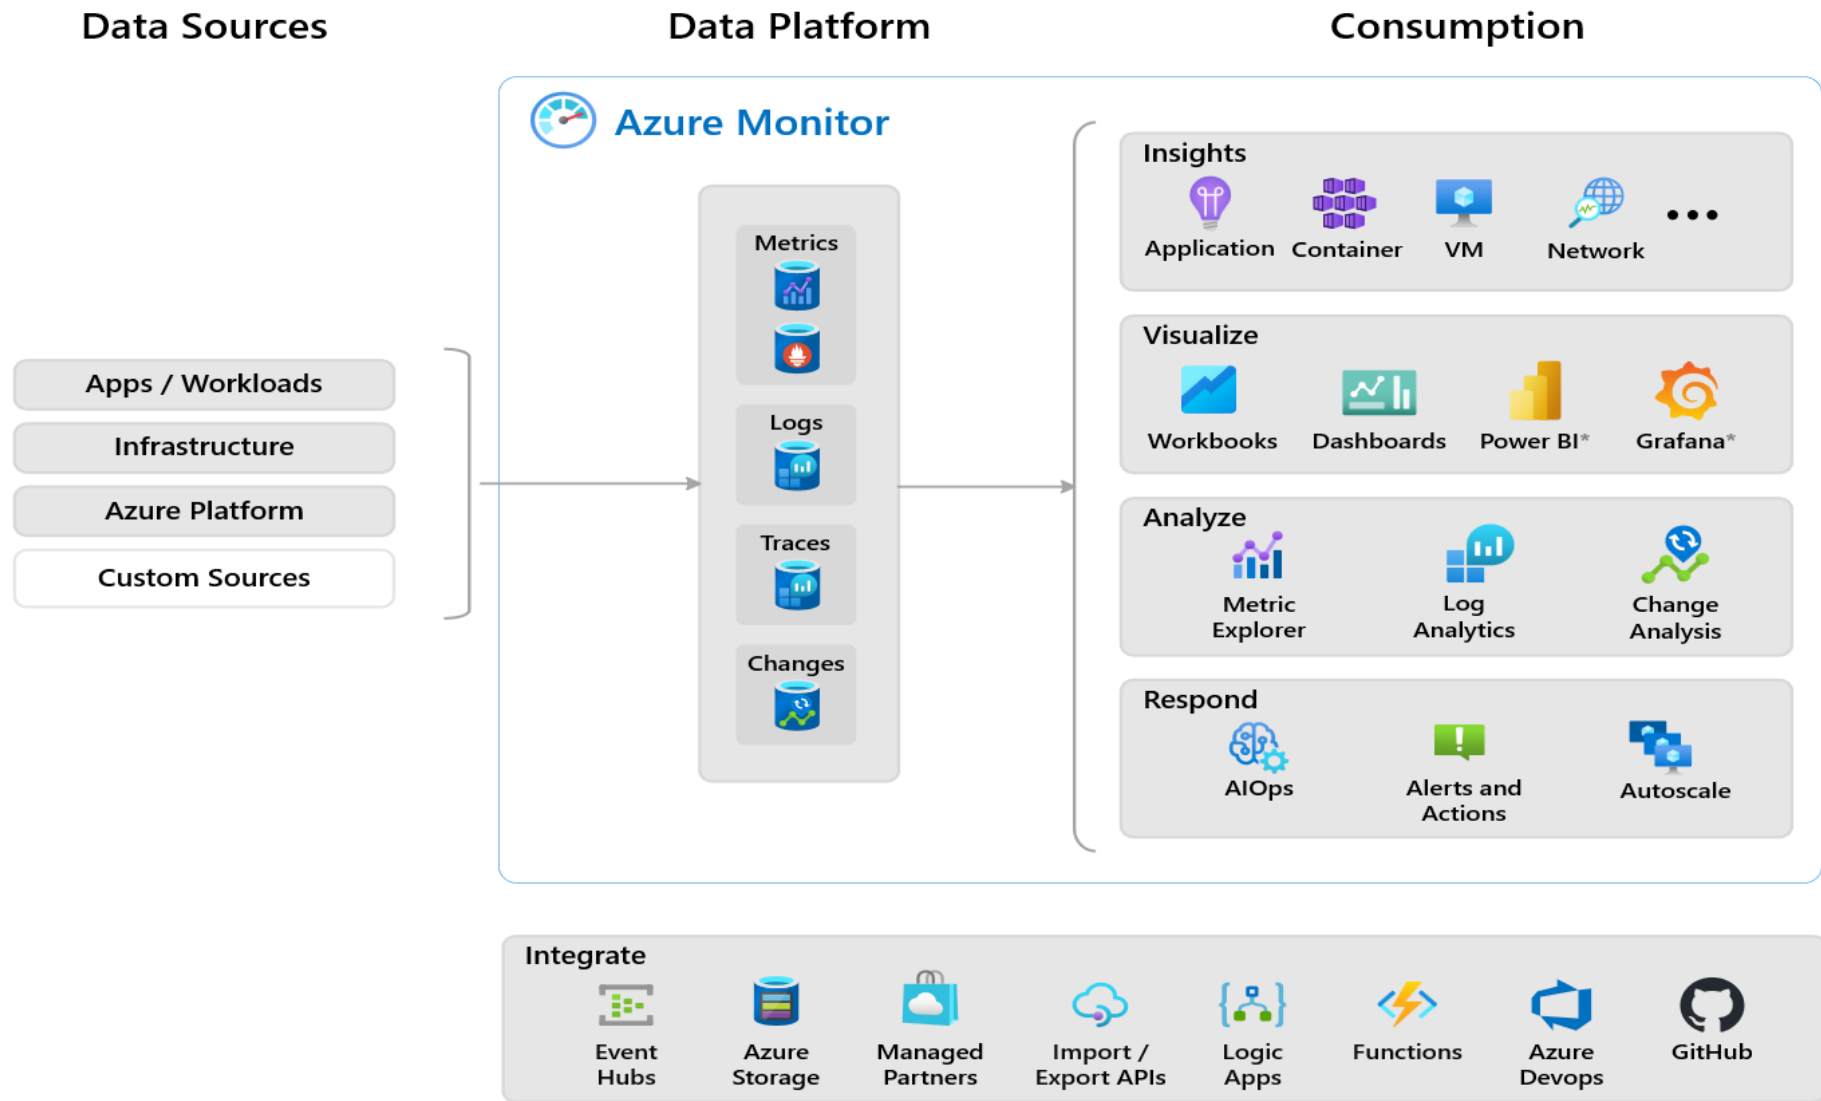 Data Sources
Data Platform
Consumption
Azure Monitor
Apps / Workloads
Infrastructure
Azure Platform
Custom Sources
Metrics
Logs
Traces
Changes
Insights
Application
Container
VM
Network
...
Visualize
Workbooks
Dashboards
Power BI*
Grafana*
Analyze
Metric
Explorer
Log
Analytics
Change
Analysis
Respond
AIOps
Alerts and
Actions
Autoscale
Integrate
Event
Hubs
Azure
Storage
Managed
Partners
Import /
Export APIs
Logic
Apps
Functions
Azure
Devops
GitHub